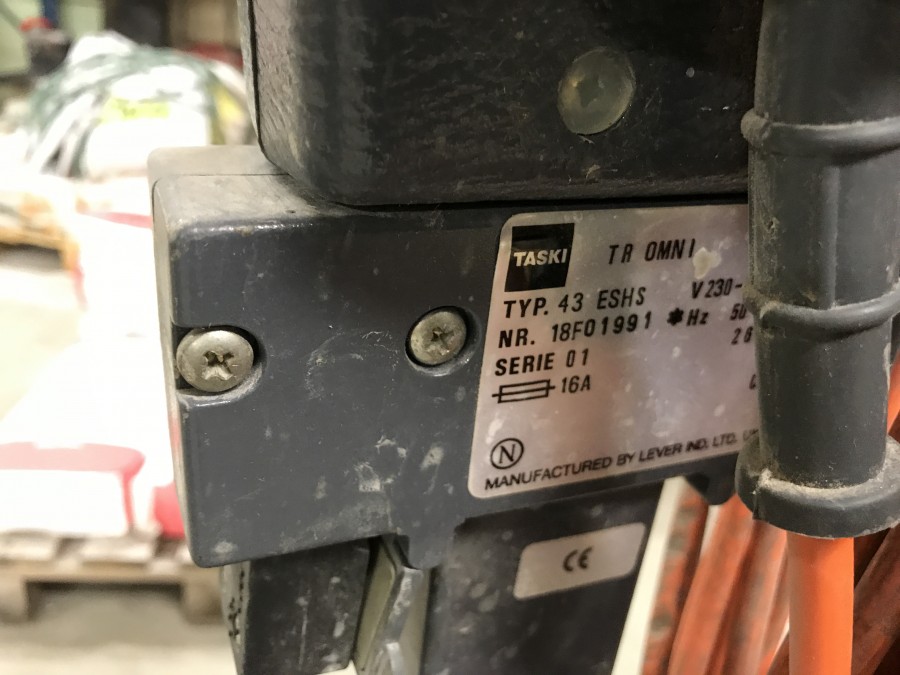 TASKI TR OMNI
TYP. 43 ESHS V 230-
NR. 18F01991 *Hz 50
SERIE 01
16A
N
MANUFACTURED BY LEVER IND. LTD.
CE